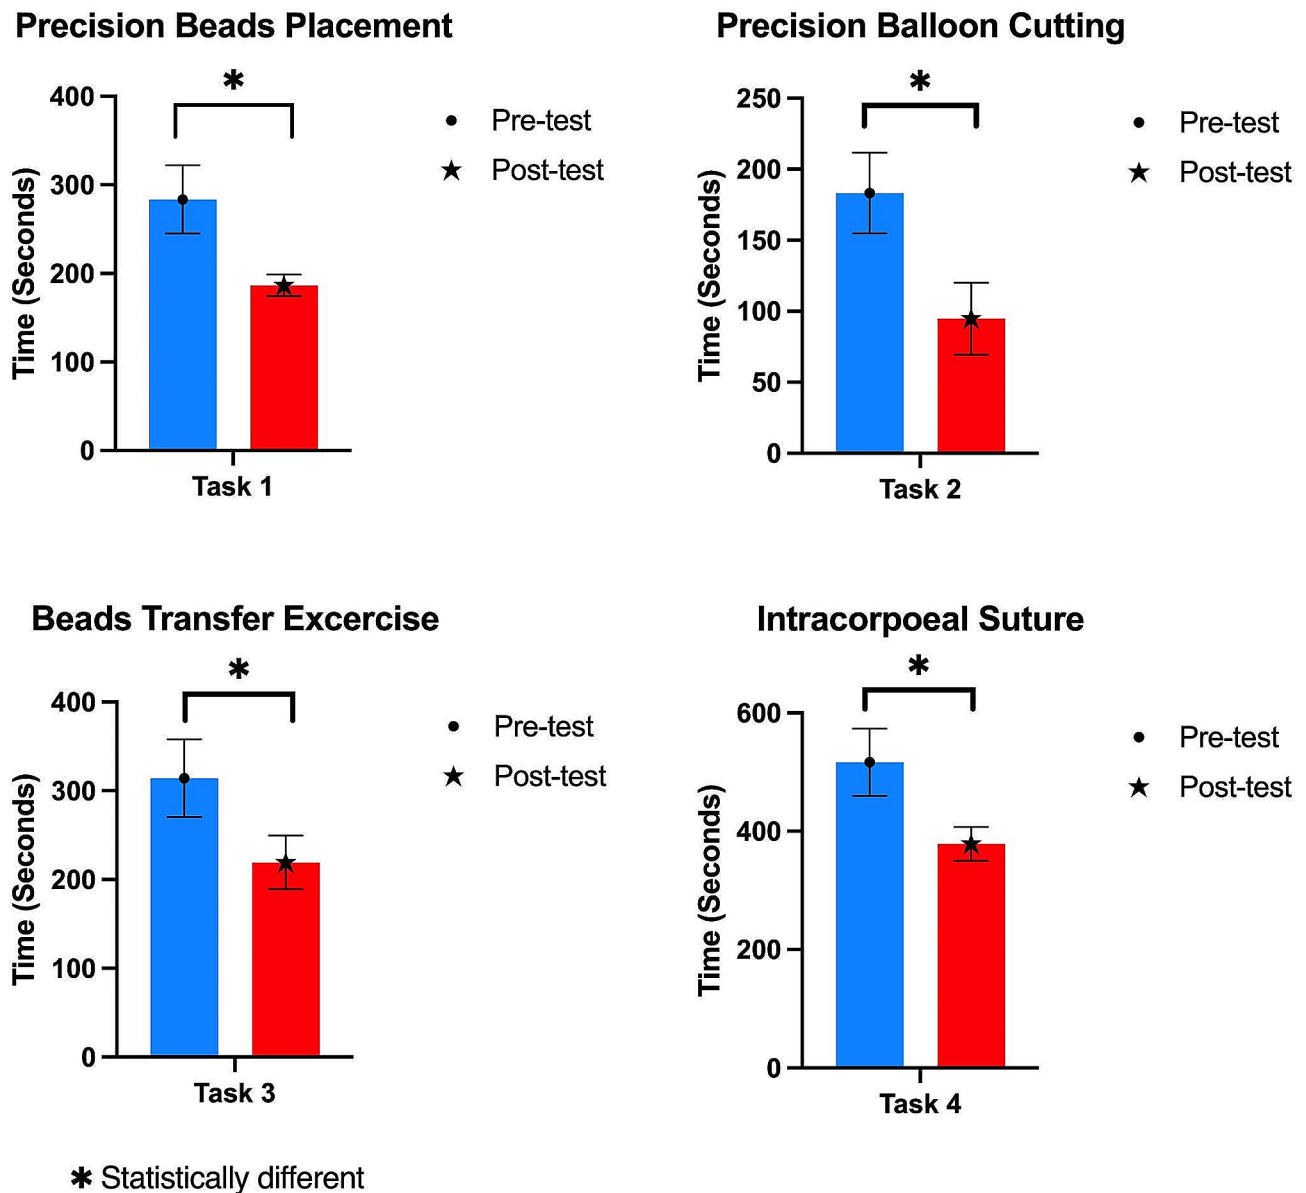 Precision Beads Placement
*
400
300
200
100
0
Time (Seconds)
Task 1
Pre-test
Post-test
Precision Balloon Cutting
*
250
200
150
100
50
0
Time (Seconds)
Task 2
Pre-test
Post-test
Beads Transfer Excercise
*
400
300
200
100
0
Time (Seconds)
Task 3
Pre-test
Post-test
Intracorpoeal Suture
*
600
400
200
0
Time (Seconds)
Task 4
Pre-test
Post-test
* Statistically different